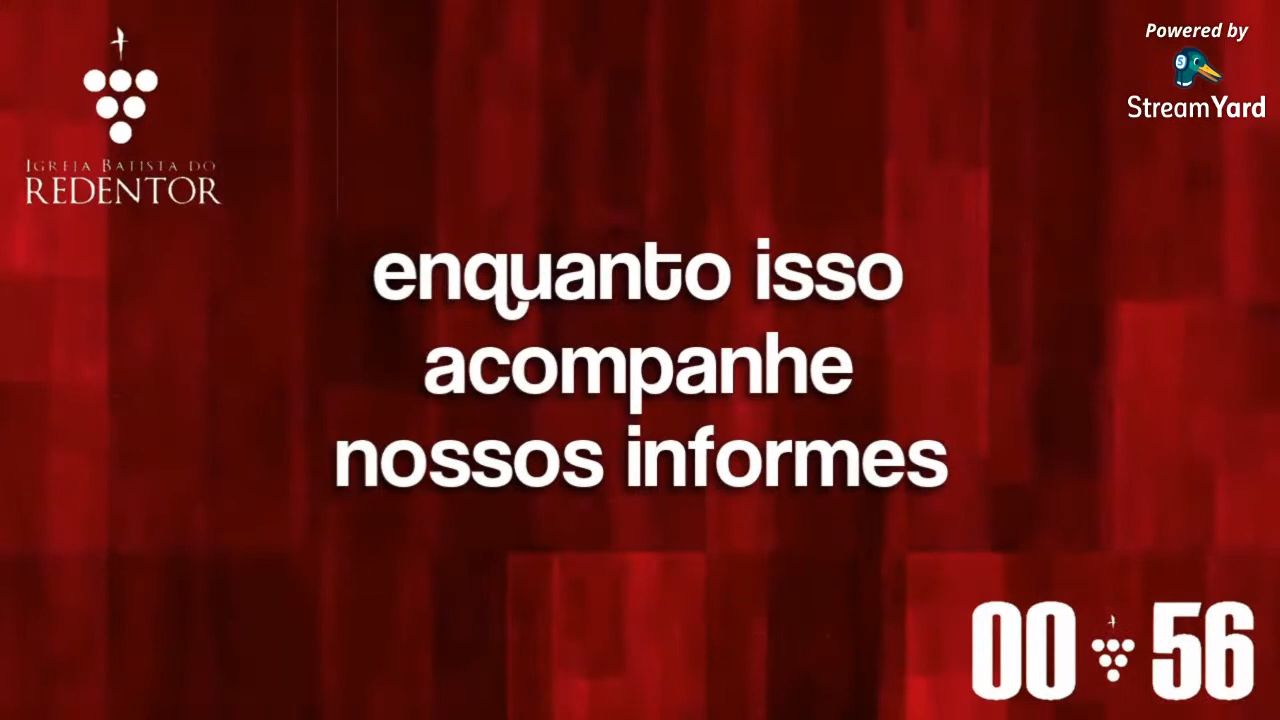 Powered by
StreamYard
IGREJA BATISTA DO
REDENTOR
enquanto isso
acompanhe
nossos informes
00 56